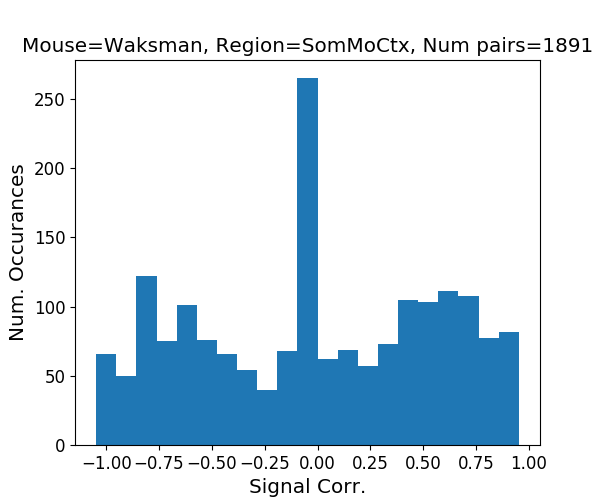 Mouse=Waksman, Region=SomMoCtx, Num pairs=1891
Num. Occurances
250
200
150
100
50
0
−1.00 −0.75 −0.50 −0.25 0.00 0.25 0.50 0.75 1.00
Signal Corr.